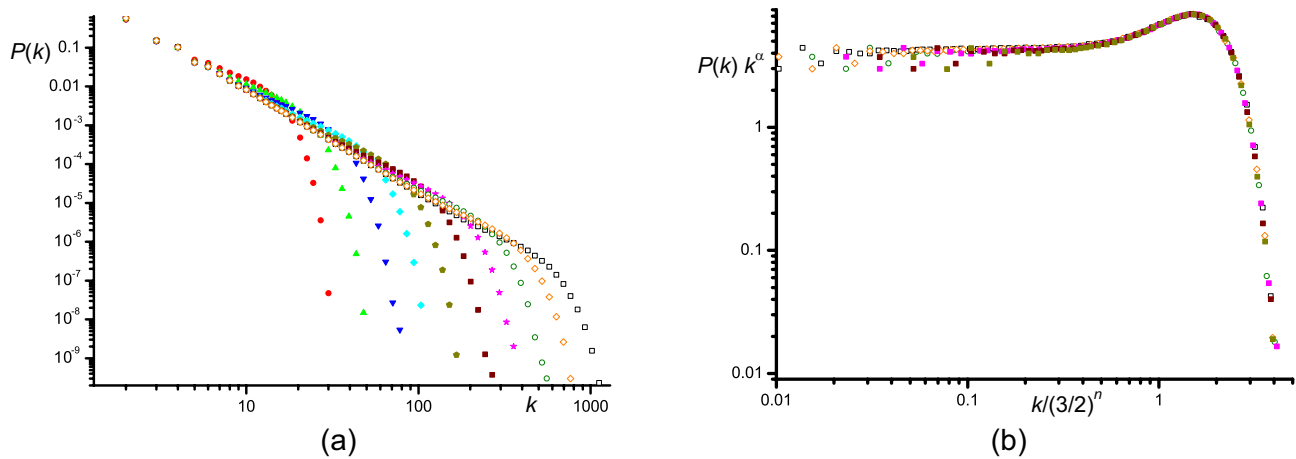 P(k)
0.1
0.01
10⁻³
10⁻⁴
10⁻⁵
10⁻⁶
10⁻⁷
10⁻⁸
10⁻⁹
10 100 k 1000
(a)
P(k) k^α
1
0.1
0.01
0.01 0.1 1
k/(3/2)ⁿ
(b)